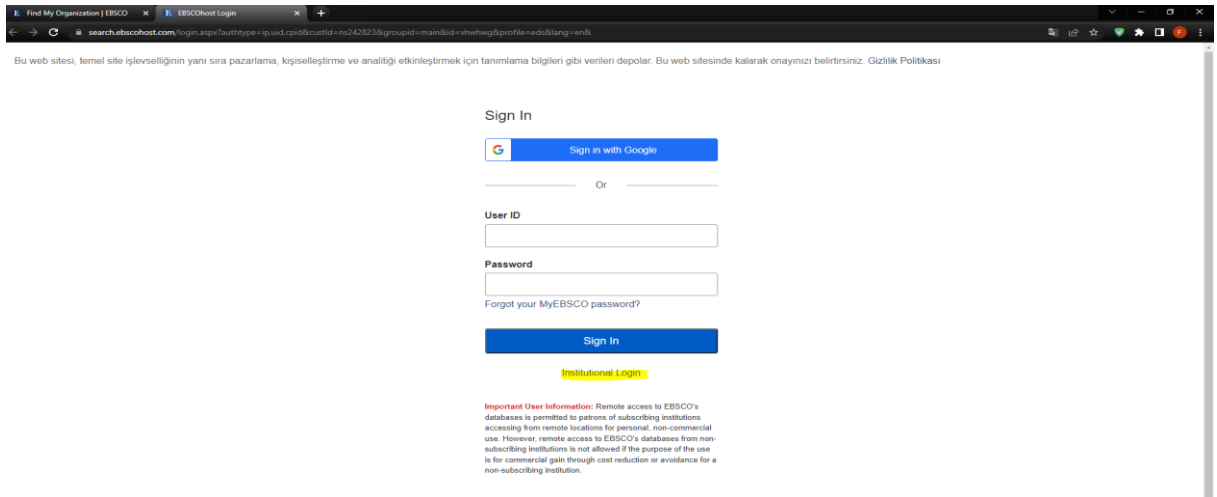 Find My Organization | EBSCO
EBSCOhost Login
search.ebscohost.com/login.aspx?authtype=ip,uid,cpid&custid=ns242823&groupid=main&id=vhwhwg&profile=eds&lang=en&
Bu web sitesi, temel site işlevselliğinin yanı sıra pazarlama, kişiselleştirme ve analitiği etkinleştirmek için tanımlama bilgileri gibi verileri depolar. Bu web sitesinde kalarak onayınızı belirtirsiniz. Gizlilik Politikası
Sign In
Sign in with Google
Or
User ID
Password
Forgot your MyEBSCO password?
Sign In
Institutional Login
Important User Information: Remote access to EBSCO's
databases is permitted to patrons of subscribing institutions
accessing from remote locations for personal, non-commercial
use. However, remote access to EBSCO's databases from non-
subscribing institutions is not allowed if the purpose of the use
is for commercial gain through cost reduction or avoidance for a
non-subscribing institution.